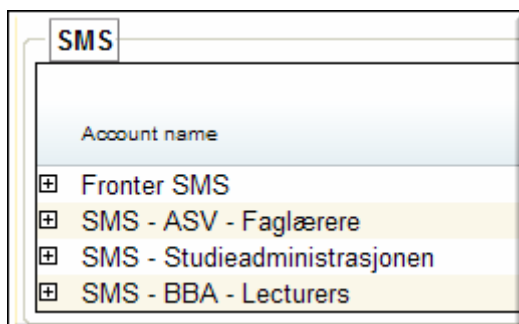 SMS
Account name
Fronter SMS
SMS - ASV - Faglærere
SMS - Studieadministrasjonen
SMS - BBA - Lecturers